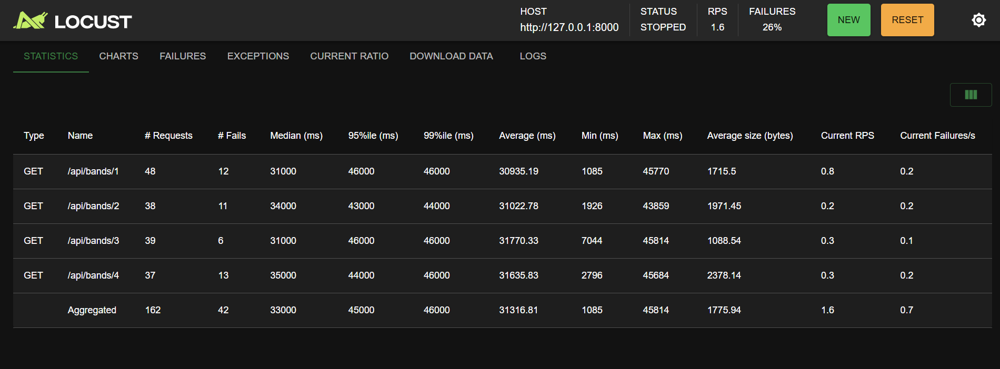 LOCUST
HOST
http://127.0.0.1:8000
STATUS
STOPPED
RPS
1.6
FAILURES
26%
NEW
RESET
STATISTICS CHARTS FAILURES EXCEPTIONS CURRENT RATIO DOWNLOAD DATA LOGS
Type Name # Requests # Fails Median (ms) 95%ile (ms) 99%ile (ms) Average (ms) Min (ms) Max (ms) Average size (bytes) Current RPS Current Failures/s
GET /api/bands/1 48 12 31000 46000 46000 30935.19 1085 45770 1715.5 0.8 0.2
GET /api/bands/2 38 11 34000 43000 44000 31022.78 1926 43859 1971.45 0.2 0.2
GET /api/bands/3 39 6 31000 46000 46000 31770.33 7044 45814 1088.54 0.3 0.1
GET /api/bands/4 37 13 35000 44000 46000 31635.83 2796 45684 2378.14 0.3 0.2
Aggregated 162 42 33000 45000 46000 31316.81 1085 45814 1775.94 1.6 0.7